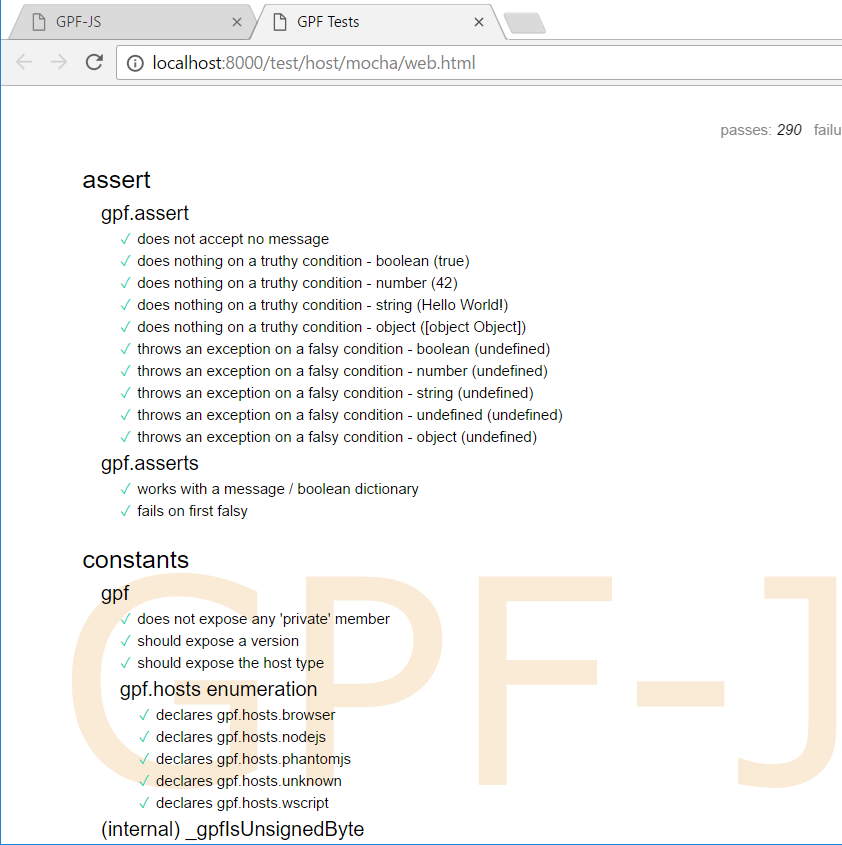 GPF-JS
GPF Tests
localhost:8000/test/host/mocha/web.html
passes: 290 failu
assert
gpf.assert
✓ does not accept no message
✓ does nothing on a truthy condition - boolean (true)
✓ does nothing on a truthy condition - number (42)
✓ does nothing on a truthy condition - string (Hello World!)
✓ does nothing on a truthy condition - object ([object Object])
✓ throws an exception on a falsy condition - boolean (undefined)
✓ throws an exception on a falsy condition - number (undefined)
✓ throws an exception on a falsy condition - string (undefined)
✓ throws an exception on a falsy condition - undefined (undefined)
✓ throws an exception on a falsy condition - object (undefined)
gpf.asserts
✓ works with a message / boolean dictionary
✓ fails on first falsy
constants
gpf
✓ does not expose any 'private' member
✓ should expose a version
✓ should expose the host type
gpf.hosts enumeration
✓ declares gpf.hosts.browser
✓ declares gpf.hosts.nodejs
✓ declares gpf.hosts.phantomjs
✓ declares gpf.hosts.unknown
✓ declares gpf.hosts.wscript
(internal) _gpfIsUnsignedByte
GPF-J